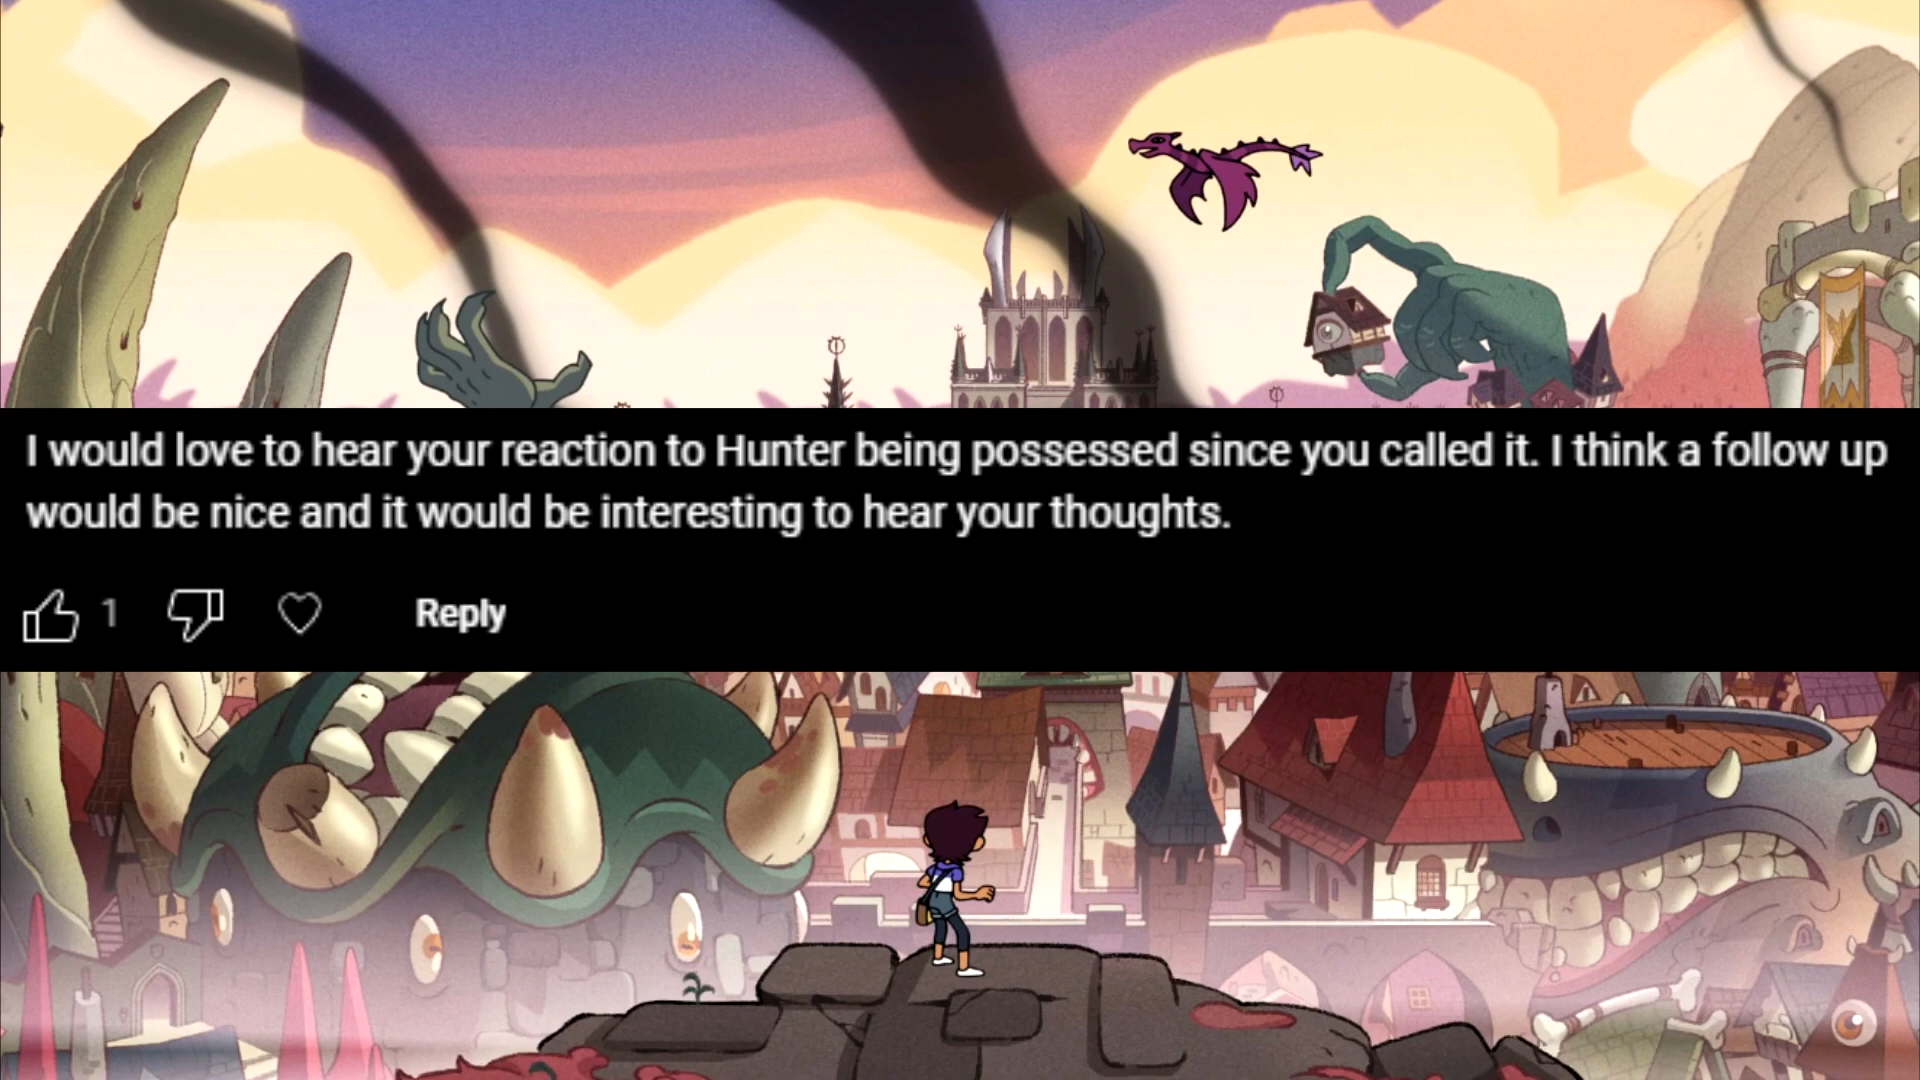 I would love to hear your reaction to Hunter being possessed since you called it. I think a follow up
would be nice and it would be interesting to hear your thoughts.
1 Reply